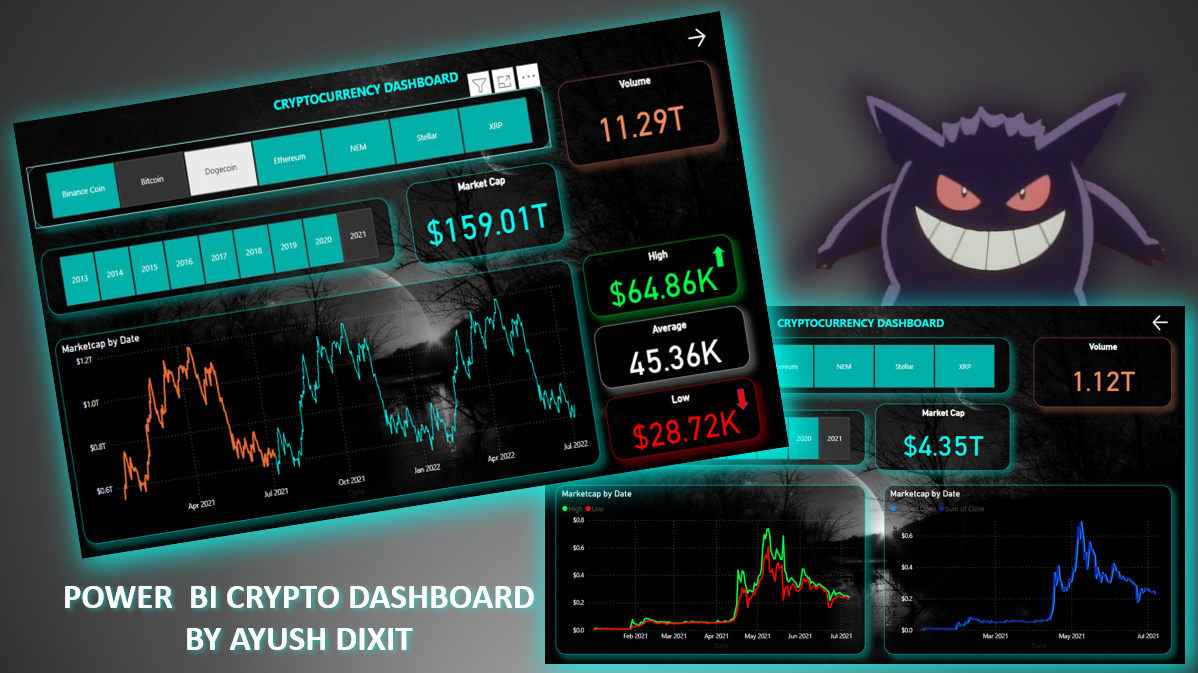 CRYPTOCURRENCY DASHBOARD
Binance Coin
Bitcoin
Dogecoin
Ethereum
NEM
Stellar
XRP
Volume
11.29T
2013
2014
2015
2016
2017
2018
2019
2020
2021
Market Cap
$159.01T
High
$64.86K
Average
45.36K
Low
$28.72K
Marketcap by Date
$1.2T
$1.0T
$0.8T
$0.6T
Apr 2021
Jul 2021
Oct 2021
Jan 2022
Apr 2022
Jul 2022
Date
CRYPTOCURRENCY DASHBOARD
NEM
Stellar
XRP
Volume
1.12T
2020
2021
Market Cap
$4.35T
Marketcap by Date
High Low
$0.8
$0.6
$0.4
$0.2
$0.0
Feb 2021
Mar 2021
Apr 2021
May 2021
Jun 2021
Jul 2021
Date
Marketcap by Date
Sum of Close
$0.6
$0.4
$0.2
$0.0
Mar 2021
May 2021
Jul 2021
Date
POWER BI CRYPTO DASHBOARD
BY AYUSH DIXIT